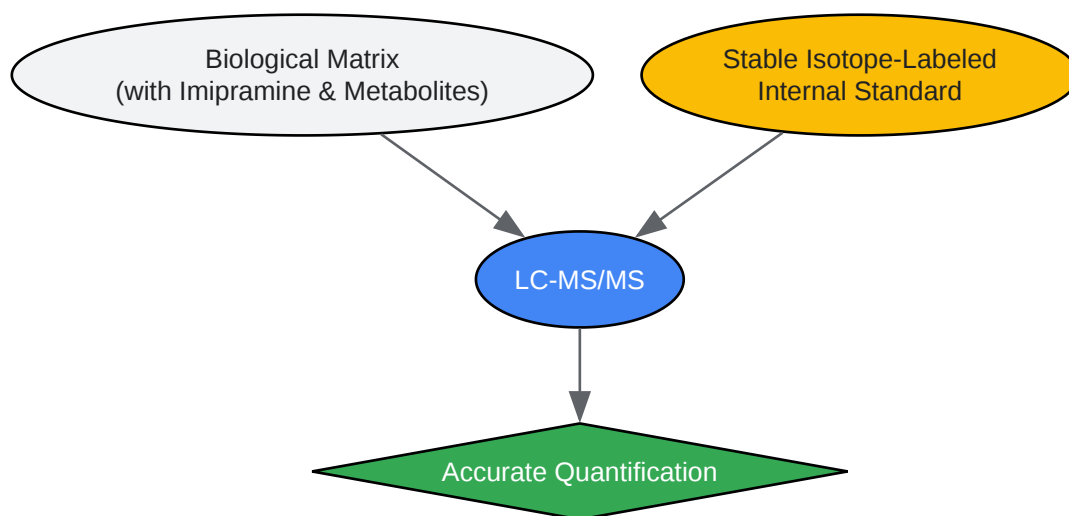 Biological Matrix
(with Imipramine & Metabolites)
Stable Isotope-Labeled
Internal Standard
LC-MS/MS
Accurate Quantification